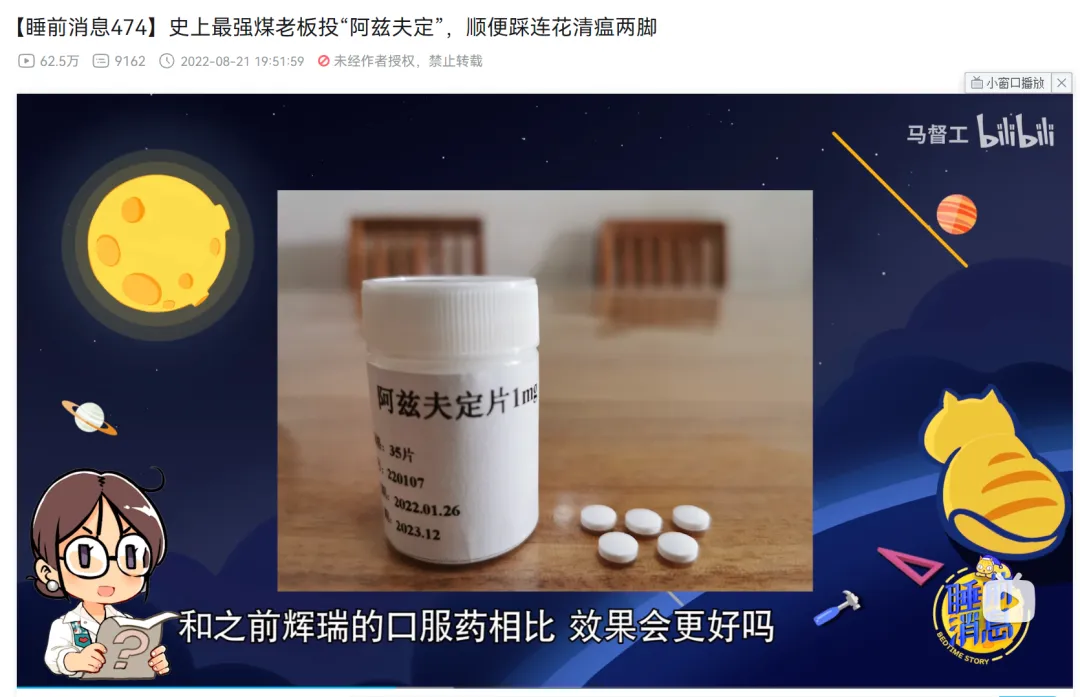 【睡前消息474】史上最强煤老板投“阿兹夫定”，顺便踩连花清瘟两脚
62.5万 9162 2022-08-21 19:51:59 未经作者授权，禁止转载
小窗口播放
马督工 bilibili
阿兹夫定片1mg
：35片
：220107
：2022.01.26
：2023.12
?
和之前辉瑞的口服药相比 效果会更好吗
睡前
消息
BEDTIME STORY